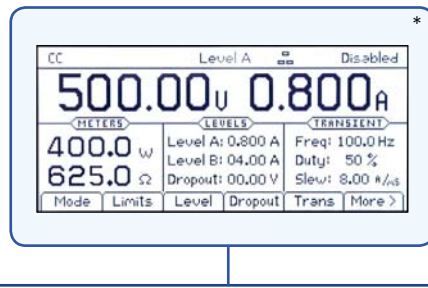 *
CC Level A Disabled
500.00V 0.800A
METERS LEVELS TRANSIENT
400.0 W Level A: 0.800 A Freq: 100.0 Hz
625.0 Ω Level B: 04.00 A Duty: 50 %
Dropout: 00.00 V Slew: 8.00 A/ms
Mode Limits Level Dropout Trans More >